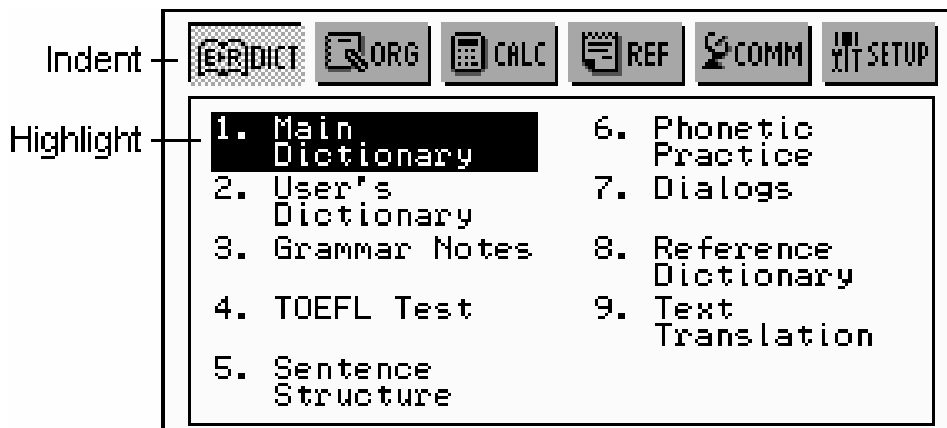 Indent
E-R DICT ORG CALC REF COMM SETUP
Highlight
1. Main
Dictionary
2. User's
Dictionary
3. Grammar Notes
4. TOEFL Test
5. Sentence
Structure
6. Phonetic
Practice
7. Dialogs
8. Reference
Dictionary
9. Text
Translation